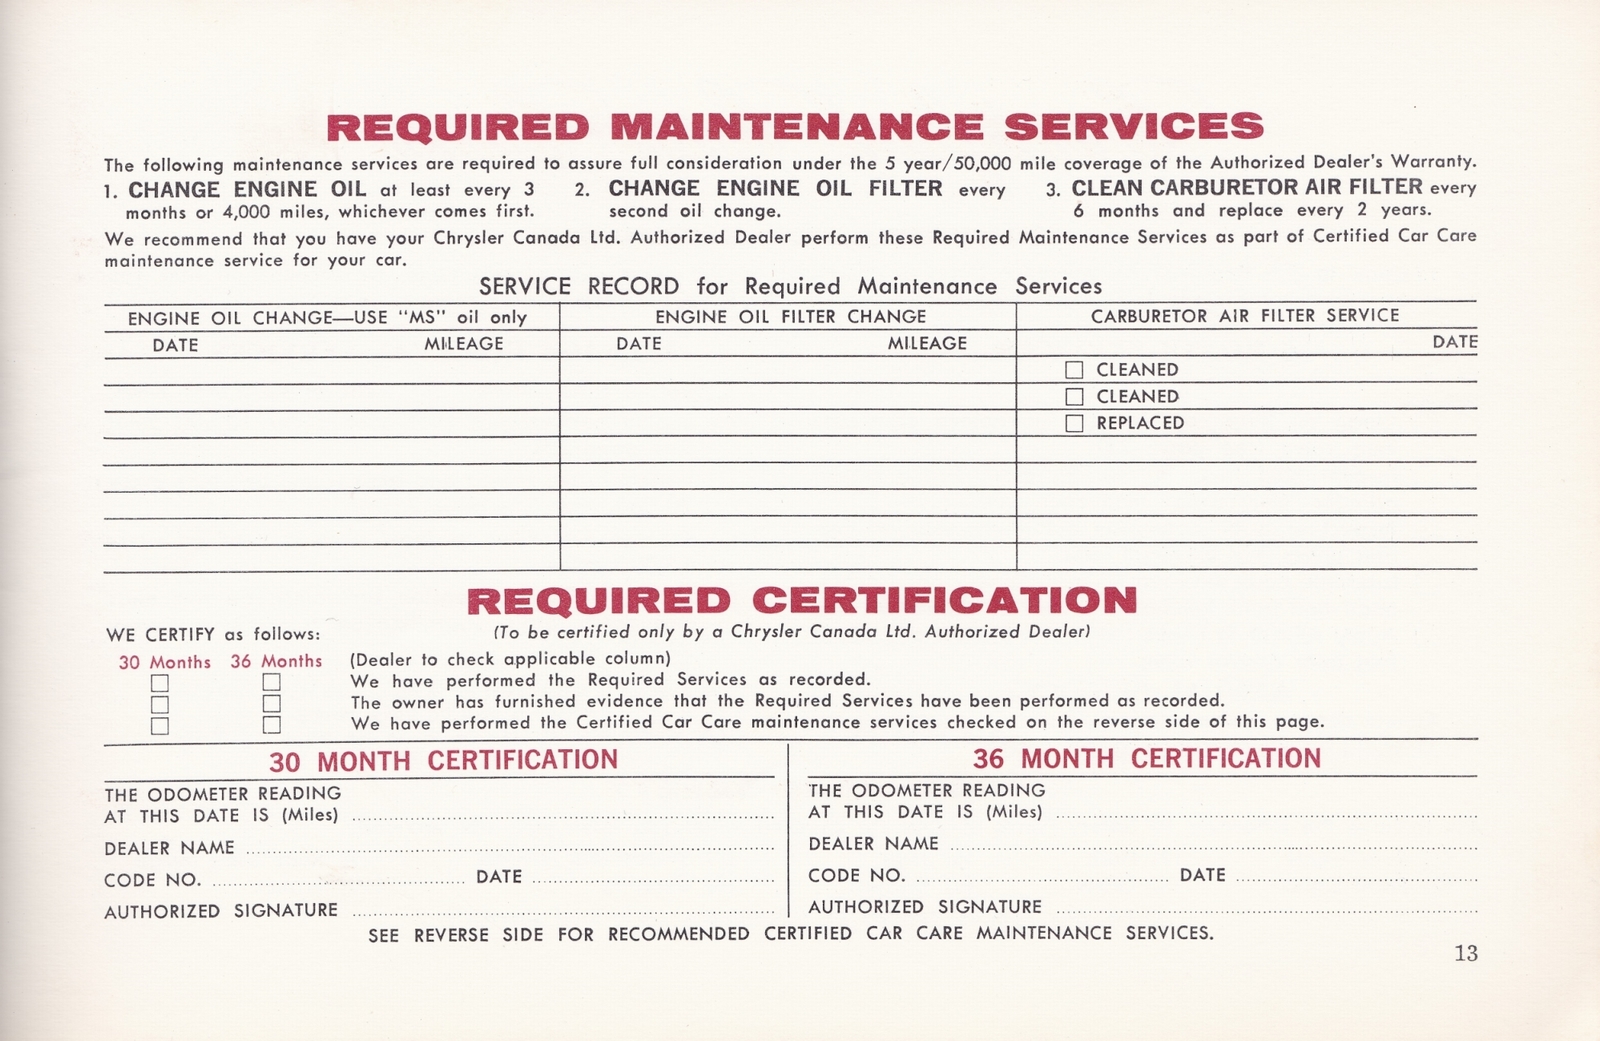 REQUIRED MAINTENANCE SERVICES
The following maintenance services are required to assure full consideration under the 5 year/50,000 mile coverage of the Authorized Dealer's Warranty.
1. CHANGE ENGINE OIL at least every 3
months or 4,000 miles, whichever comes first.
2. CHANGE ENGINE OIL FILTER every
second oil change.
3. CLEAN CARBURETOR AIR FILTER every
6 months and replace every 2 years.
We recommend that you have your Chrysler Canada Ltd. Authorized Dealer perform these Required Maintenance Services as part of Certified Car Care
maintenance service for your car.
SERVICE RECORD for Required Maintenance Services
ENGINE OIL CHANGE—USE "MS" oil only ENGINE OIL FILTER CHANGE CARBURETOR AIR FILTER SERVICE
DATE MILEAGE DATE MILEAGE DATE
CLEANED
CLEANED
REPLACED
REQUIRED CERTIFICATION
WE CERTIFY as follows: (To be certified only by a Chrysler Canada Ltd. Authorized Dealer)
30 Months 36 Months (Dealer to check applicable column)
We have performed the Required Services as recorded.
The owner has furnished evidence that the Required Services have been performed as recorded.
We have performed the Certified Car Care maintenance services checked on the reverse side of this page.
30 MONTH CERTIFICATION
THE ODOMETER READING
AT THIS DATE IS (Miles)
DEALER NAME
CODE NO. DATE
AUTHORIZED SIGNATURE
36 MONTH CERTIFICATION
THE ODOMETER READING
AT THIS DATE IS (Miles)
DEALER NAME
CODE NO. DATE
AUTHORIZED SIGNATURE
SEE REVERSE SIDE FOR RECOMMENDED CERTIFIED CAR CARE MAINTENANCE SERVICES.
13